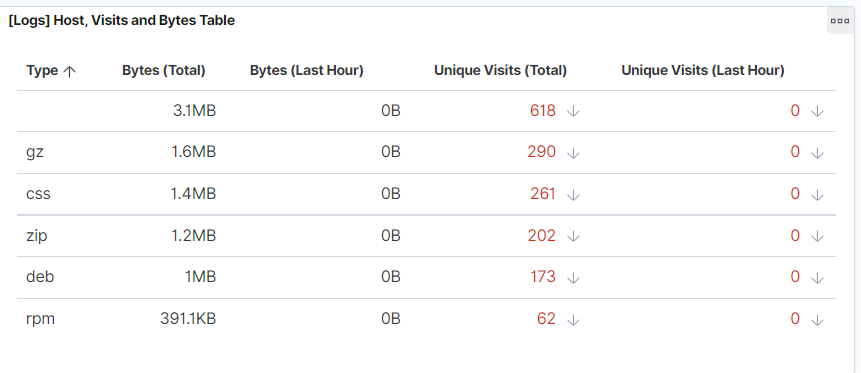 [Logs] Host, Visits and Bytes Table
Type ↑ Bytes (Total) Bytes (Last Hour) Unique Visits (Total) Unique Visits (Last Hour)
3.1MB 0B 618 ↓ 0 ↓
gz 1.6MB 0B 290 ↓ 0 ↓
css 1.4MB 0B 261 ↓ 0 ↓
zip 1.2MB 0B 202 ↓ 0 ↓
deb 1MB 0B 173 ↓ 0 ↓
rpm 391.1KB 0B 62 ↓ 0 ↓